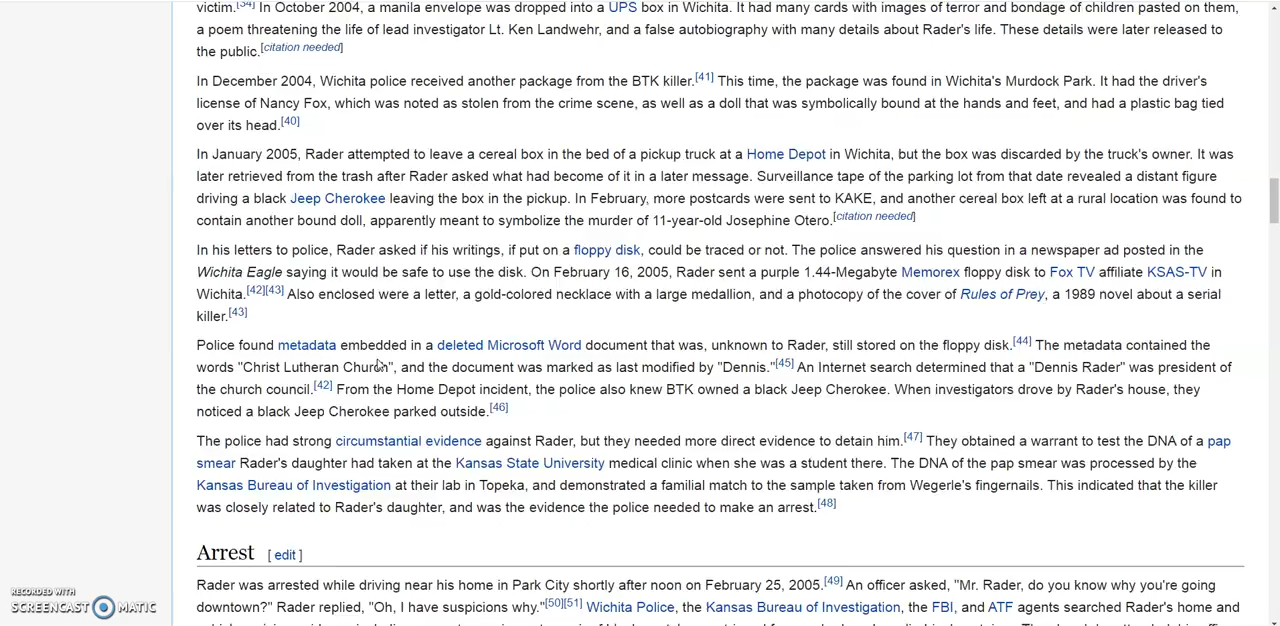 victim.[34] In October 2004, a manila envelope was dropped into a UPS box in Wichita. It had many cards with images of terror and bondage of children pasted on them,
a poem threatening the life of lead investigator Lt. Ken Landwehr, and a false autobiography with many details about Rader's life. These details were later released to
the public.[citation needed]
In December 2004, Wichita police received another package from the BTK killer.[41] This time, the package was found in Wichita's Murdock Park. It had the driver's
license of Nancy Fox, which was noted as stolen from the crime scene, as well as a doll that was symbolically bound at the hands and feet, and had a plastic bag tied
over its head.[40]
In January 2005, Rader attempted to leave a cereal box in the bed of a pickup truck at a Home Depot in Wichita, but the box was discarded by the truck's owner. It was
later retrieved from the trash after Rader asked what had become of it in a later message. Surveillance tape of the parking lot from that date revealed a distant figure
driving a black Jeep Cherokee leaving the box in the pickup. In February, more postcards were sent to KAKE, and another cereal box left at a rural location was found to
contain another bound doll, apparently meant to symbolize the murder of 11-year-old Josephine Otero.[citation needed]
In his letters to police, Rader asked if his writings, if put on a floppy disk, could be traced or not. The police answered his question in a newspaper ad posted in the
Wichita Eagle saying it would be safe to use the disk. On February 16, 2005, Rader sent a purple 1.44-Megabyte Memorex floppy disk to Fox TV affiliate KSAS-TV in
Wichita.[42][43] Also enclosed were a letter, a gold-colored necklace with a large medallion, and a photocopy of the cover of Rules of Prey, a 1989 novel about a serial
killer.[43]
Police found metadata embedded in a deleted Microsoft Word document that was, unknown to Rader, still stored on the floppy disk.[44] The metadata contained the
words "Christ Lutheran Church", and the document was marked as last modified by "Dennis."[45] An Internet search determined that a "Dennis Rader" was president of
the church council.[42] From the Home Depot incident, the police also knew BTK owned a black Jeep Cherokee. When investigators drove by Rader's house, they
noticed a black Jeep Cherokee parked outside.[46]
The police had strong circumstantial evidence against Rader, but they needed more direct evidence to detain him.[47] They obtained a warrant to test the DNA of a pap
smear Rader's daughter had taken at the Kansas State University medical clinic when she was a student there. The DNA of the pap smear was processed by the
Kansas Bureau of Investigation at their lab in Topeka, and demonstrated a familial match to the sample taken from Wegerle's fingernails. This indicated that the killer
was closely related to Rader's daughter, and was the evidence the police needed to make an arrest.[48]
Arrest [ edit ]
Rader was arrested while driving near his home in Park City shortly after noon on February 25, 2005.[49] An officer asked, "Mr. Rader, do you know why you're going
downtown?" Rader replied, "Oh, I have suspicions why."[50][51] Wichita Police, the Kansas Bureau of Investigation, the FBI, and ATF agents searched Rader's home and
RECORDED WITH
SCREENCAST MATIC